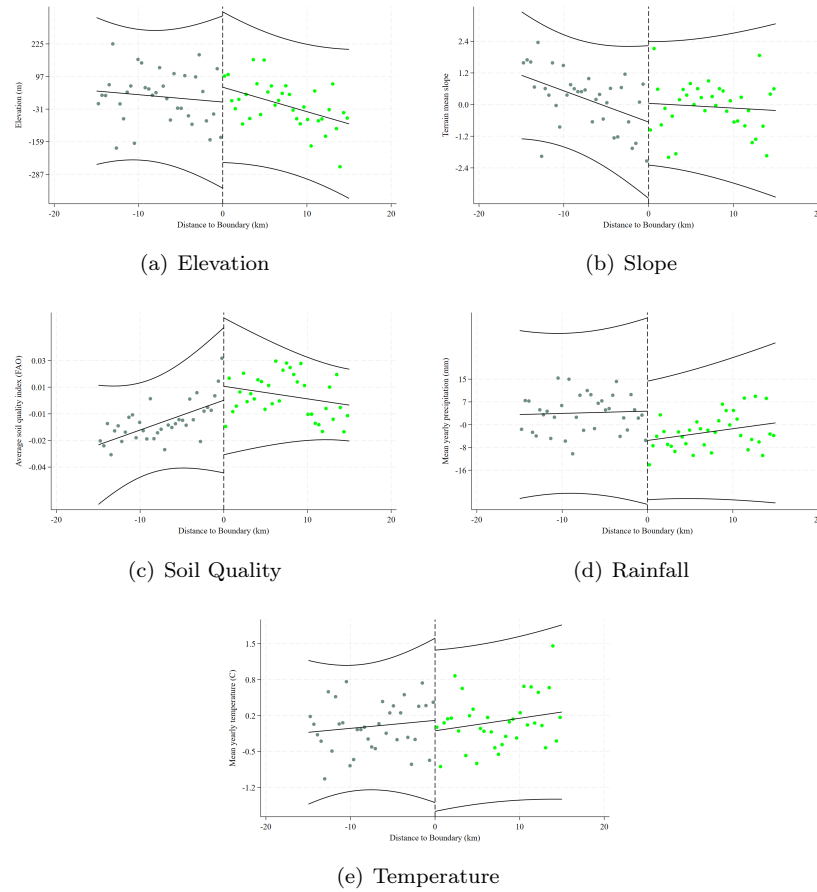 225
97
-31
-159
-287
Elevation (m)
-20 -10 0 10 20
Distance to Boundary (km)
(a) Elevation
2.4
1.2
0.0
-1.2
-2.4
Terrain mean slope
-20 -10 0 10 20
Distance to Boundary (km)
(b) Slope
0.03
0.01
-0.01
-0.02
-0.04
Average soil quality index (FAO)
-20 -10 0 10 20
Distance to Boundary (km)
(c) Soil Quality
15
7
-0
-8
-16
Mean yearly precipitation (mm)
-20 -10 0 10 20
Distance to Boundary (km)
(d) Rainfall
1.5
0.8
0.2
-0.5
-1.2
Mean yearly temperature (C)
-20 -10 0 10 20
Distance to Boundary (km)
(e) Temperature